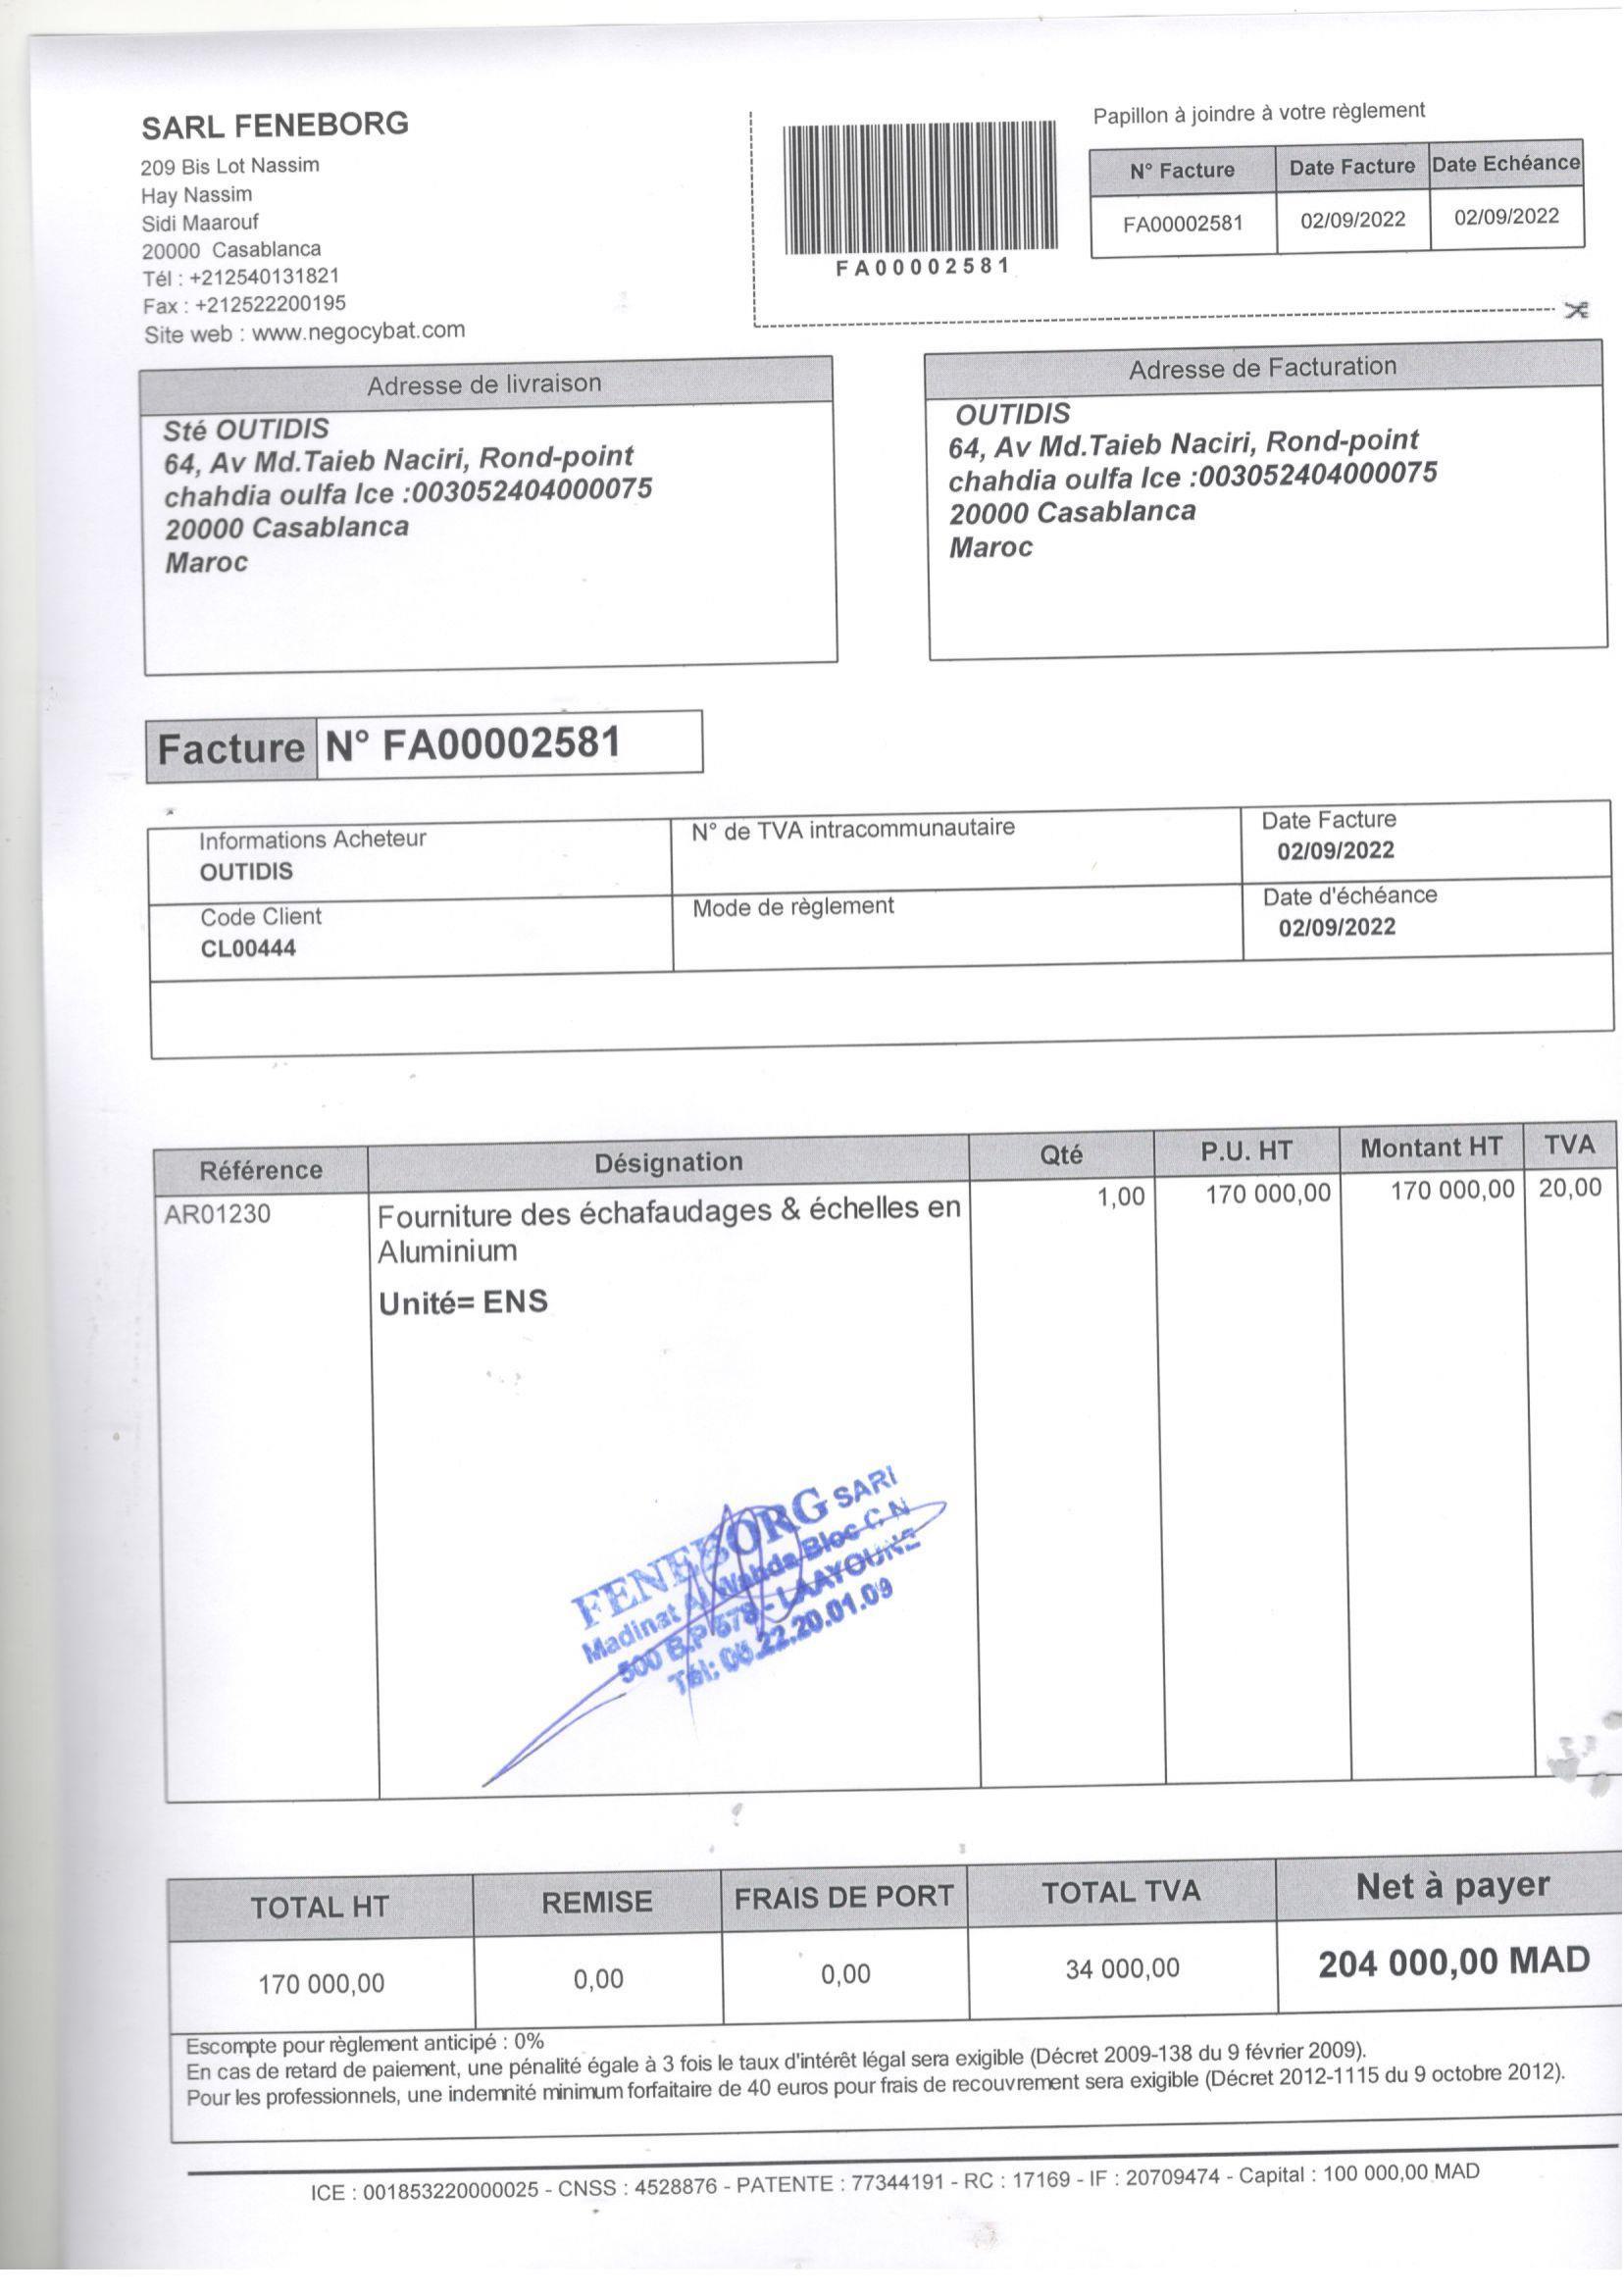 SARL FENEBORG
209 Bis Lot Nassim
Hay Nassim
Sidi Maarouf
20000 Casablanca
Tél : +212540131821
Fax : +212522200195
Site web : www.negocybat.com
FA00002581
Papillon à joindre à votre règlement
N° Facture Date Facture Date Echéance
FA00002581 02/09/2022 02/09/2022
Adresse de livraison
Sté OUTIDIS
64, Av Md.Taieb Naciri, Rond-point
chahdia oulfa Ice :003052404000075
20000 Casablanca
Maroc
Adresse de Facturation
OUTIDIS
64, Av Md.Taieb Naciri, Rond-point
chahdia oulfa Ice :003052404000075
20000 Casablanca
Maroc
Facture N° FA00002581
Informations Acheteur
OUTIDIS
N° de TVA intracommunautaire
Date Facture
02/09/2022
Code Client
CL00444
Mode de règlement
Date d'échéance
02/09/2022
Référence Désignation Qté P.U. HT Montant HT TVA
AR01230 Fourniture des échafaudages & échelles en 1,00 170 000,00 170 000,00 20,00
Aluminium
Unité= ENS
FENEBORG SARL
Madinat Al Wahda Bloc C N
500 B.P 578 - LAAYOUNE
Tél: 05.22.20.01.09
TOTAL HT REMISE FRAIS DE PORT TOTAL TVA Net à payer
170 000,00 0,00 0,00 34 000,00 204 000,00 MAD
Escompte pour règlement anticipé : 0%
En cas de retard de paiement, une pénalité égale à 3 fois le taux d'intérêt légal sera exigible (Décret 2009-138 du 9 février 2009).
Pour les professionnels, une indemnité minimum forfaitaire de 40 euros pour frais de recouvrement sera exigible (Décret 2012-1115 du 9 octobre 2012).
ICE : 001853220000025 - CNSS : 4528876 - PATENTE : 77344191 - RC : 17169 - IF : 20709474 - Capital : 100 000,00 MAD